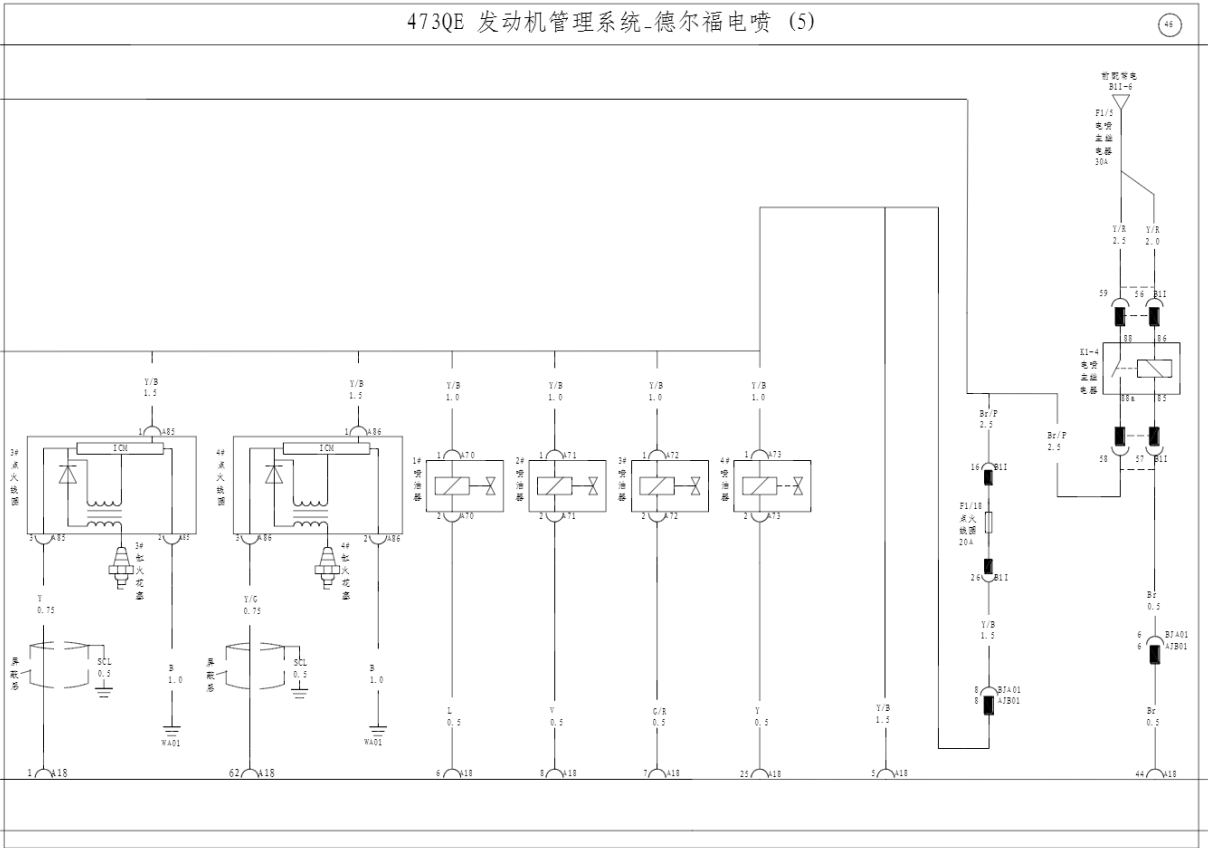 473QE 发动机管理系统-德尔福电喷 (5)
46
前配常电
B1I-6
F1/5
电喷
主继
电器
30A
Y/R
2.5
Y/R
2.0
59
56
B1I
88
86
K1-4
电喷
主继
电器
88a
85
58
57
B1I
Br/P
2.5
Br/P
2.5
Y/B
1.5
Y/B
1.5
Y/B
1.0
Y/B
1.0
Y/B
1.0
Y/B
1.0
1
A85
1
A86
1
A70
1
A71
1
A72
1
A73
3#
点
火
线
圈
ICM
4#
点
火
线
圈
ICM
1#
喷
油
器
2#
喷
油
器
3#
喷
油
器
4#
喷
油
器
16
B1I
F1/18
点火
线圈
20A
26
B1I
2
A70
2
A71
2
A72
2
A73
3
A85
2
A85
3
A86
2
A86
3#
缸
火
花
塞
4#
缸
火
花
塞
Y
0.75
Y/G
0.75
Y/B
1.5
Br
0.5
6
BJA01
6
AJB01
屏
蔽
层
SCL
0.5
B
1.0
屏
蔽
层
SCL
0.5
B
1.0
8
BJA01
8
AJB01
L
0.5
V
0.5
G/R
0.5
Y
0.5
Y/B
1.5
Br
0.5
WA01
WA01
1
A18
62
A18
6
A18
8
A18
7
A18
25
A18
5
A18
44
A18